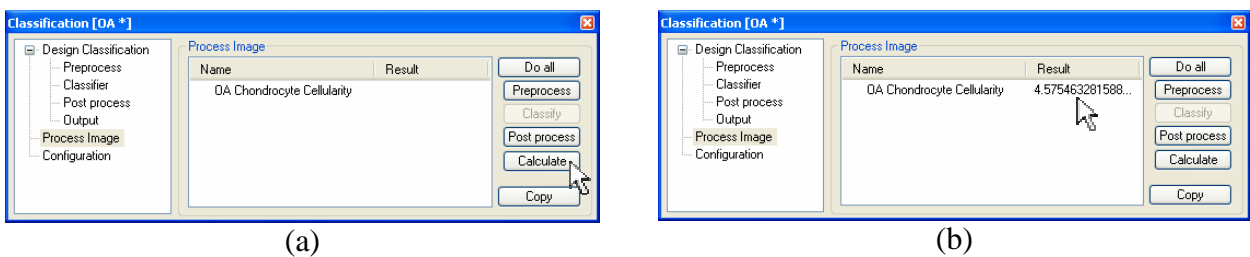 Classification [OA *]
Design Classification
Preprocess
Classifier
Post process
Output
Process Image
Configuration
Process Image
Name Result
OA Chondrocyte Cellularity
Do all
Preprocess
Classify
Post process
Calculate
Copy
(a)
Classification [OA *]
Design Classification
Preprocess
Classifier
Post process
Output
Process Image
Configuration
Process Image
Name Result
OA Chondrocyte Cellularity 4.575463281588...
Do all
Preprocess
Classify
Post process
Calculate
Copy
(b)